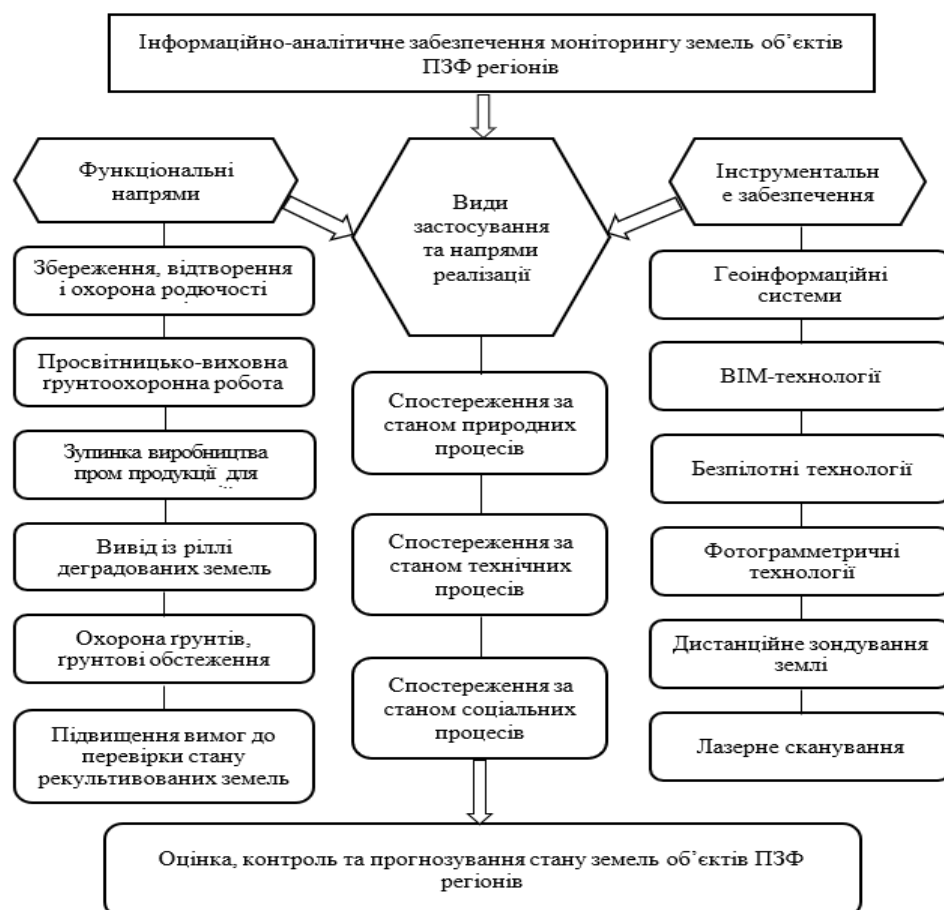 Інформаційно-аналітичне забезпечення моніторингу земель об’єктів
ПЗФ регіонів
Функціональні
напрями
Види
застосування
та напрями
реалізації
Інструментальн
е забезпечення
Збереження, відтворення
і охорона родючості
Просвітницько-виховна
ґрунтоохоронна робота
Зупинка виробництва
пром продукції для
Вивід із ріллі
деградованих земель
Охорона ґрунтів,
ґрунтові обстеження
Підвищення вимог до
перевірки стану
рекультивованих земель
Спостереження за
станом природних
процесів
Спостереження за
станом технічних
процесів
Спостереження за
станом соціальних
процесів
Геоінформаційні
системи
BIM-технології
Безпілотні технології
Фотограмметричні
технології
Дистанційне зондування
землі
Лазерне сканування
Оцінка, контроль та прогнозування стану земель об’єктів ПЗФ
регіонів